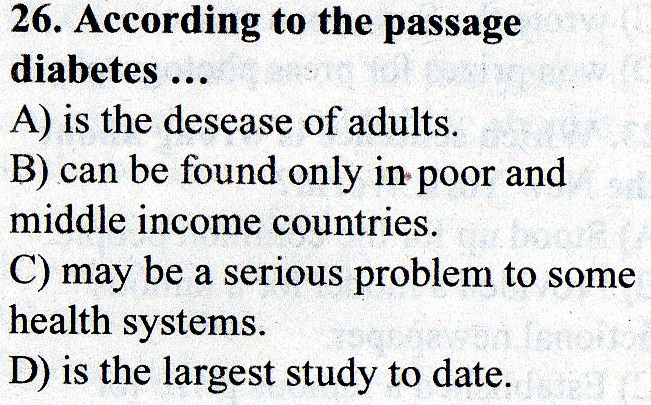 26. According to the passage
diabetes ...
A) is the desease of adults.
B) can be found only in poor and
middle income countries.
C) may be a serious problem to some
health systems.
D) is the largest study to date.